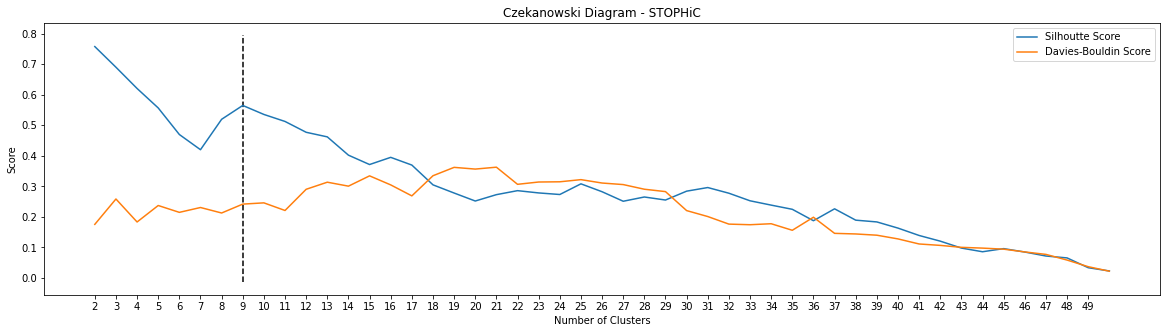 Czekanowski Diagram - STOPHiC
Silhoutte Score
Davies-Bouldin Score
Score
0.8
0.7
0.6
0.5
0.4
0.3
0.2
0.1
0.0
2 3 4 5 6 7 8 9 10 11 12 13 14 15 16 17 18 19 20 21 22 23 24 25 26 27 28 29 30 31 32 33 34 35 36 37 38 39 40 41 42 43 44 45 46 47 48 49
Number of Clusters